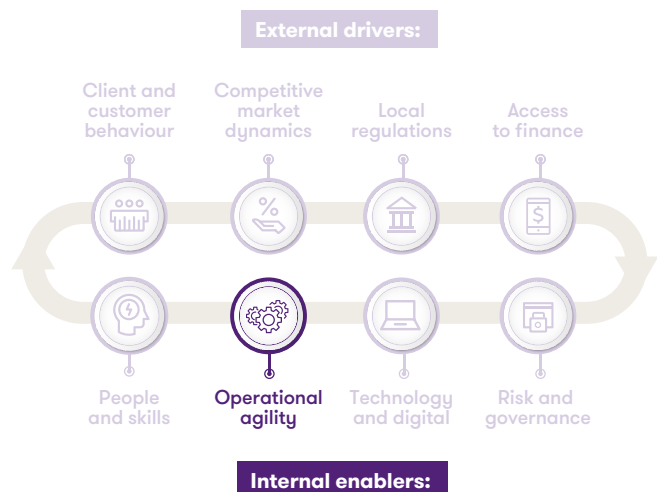 External drivers:
Client and
customer
behaviour
Competitive
market
dynamics
Local
regulations
Access
to finance
%
$
People
and skills
Operational
agility
Technology
and digital
Risk and
governance
Internal enablers: